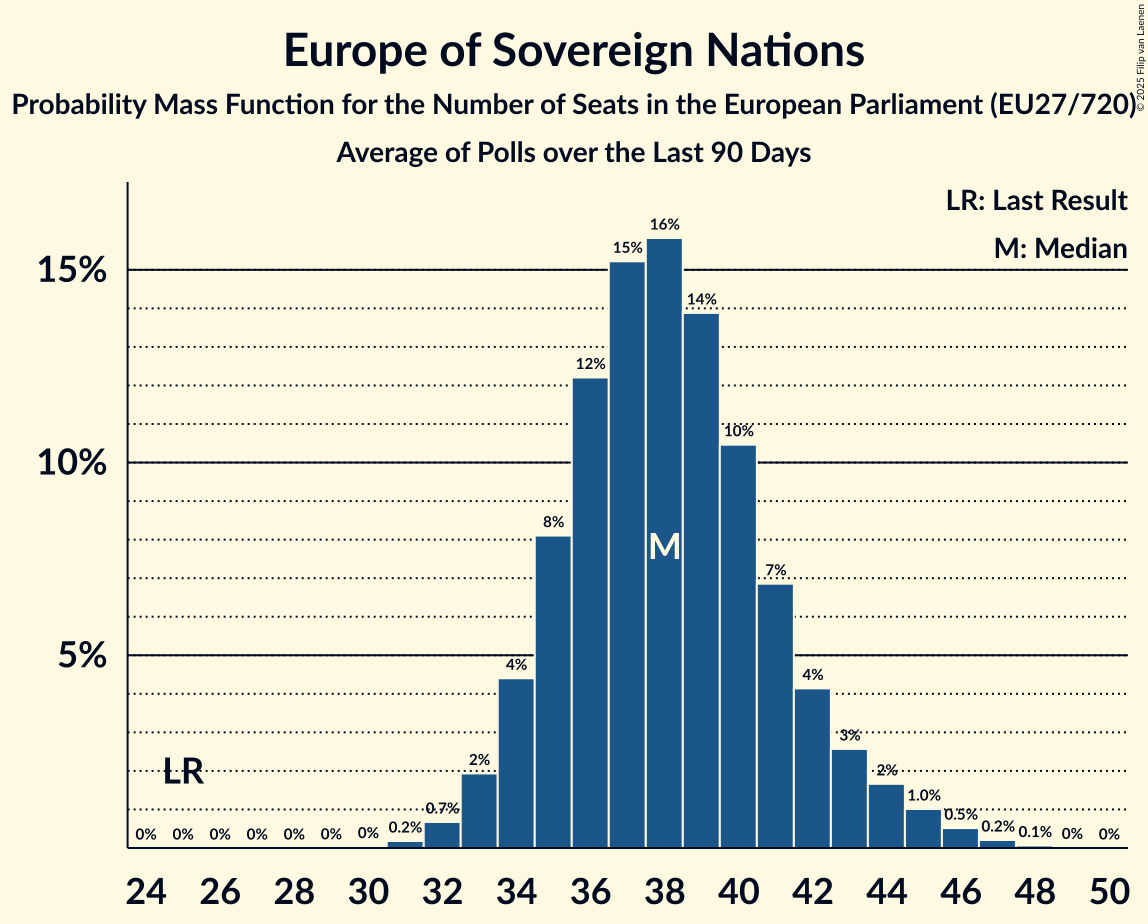 Europe of Sovereign Nations
Probability Mass Function for the Number of Seats in the European Parliament (EU27/720)
Average of Polls over the Last 90 Days
© 2025 Filip van Laenen
LR: Last Result
M: Median
15%
10%
5%
0% 0% 0% 0% 0% 0% 0% 0.2% 0.7% 2% 4% 8% 12% 15% 16% 14% 10% 7% 4% 3% 2% 1.0% 0.5% 0.2% 0.1% 0% 0%
LR
M
24 26 28 30 32 34 36 38 40 42 44 46 48 50